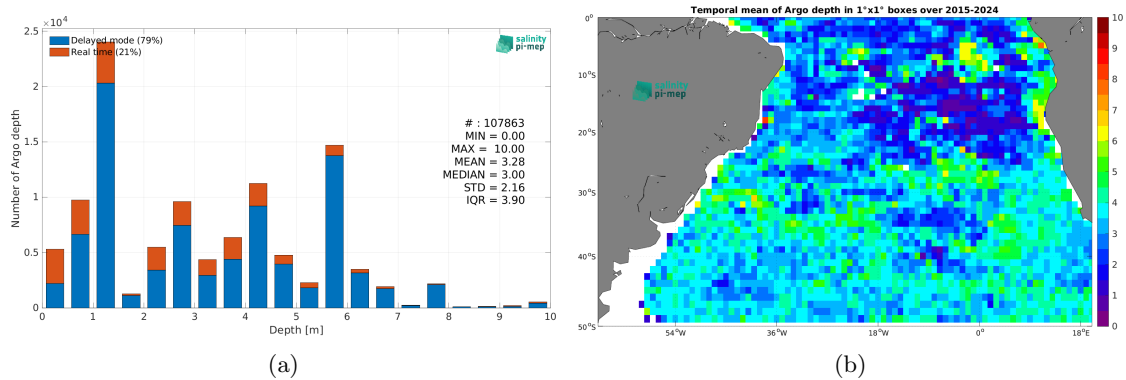 ×10^4
2.5
2
1.5
1
0.5
0
Number of Argo depth
Delayed mode (79%)
Real time (21%)
salinity
pi-mep
# : 107863
MIN = 0.00
MAX = 10.00
MEAN = 3.28
MEDIAN = 3.00
STD = 2.16
IQR = 3.90
0 1 2 3 4 5 6 7 8 9 10
Depth [m]
(a)
Temporal mean of Argo depth in 1°x1° boxes over 2015-2024
0°
10°S
20°S
30°S
40°S
50°S
salinity
pi-mep
54°W 36°W 18°W 0° 18°E
10
9
8
7
6
5
4
3
2
1
0
(b)